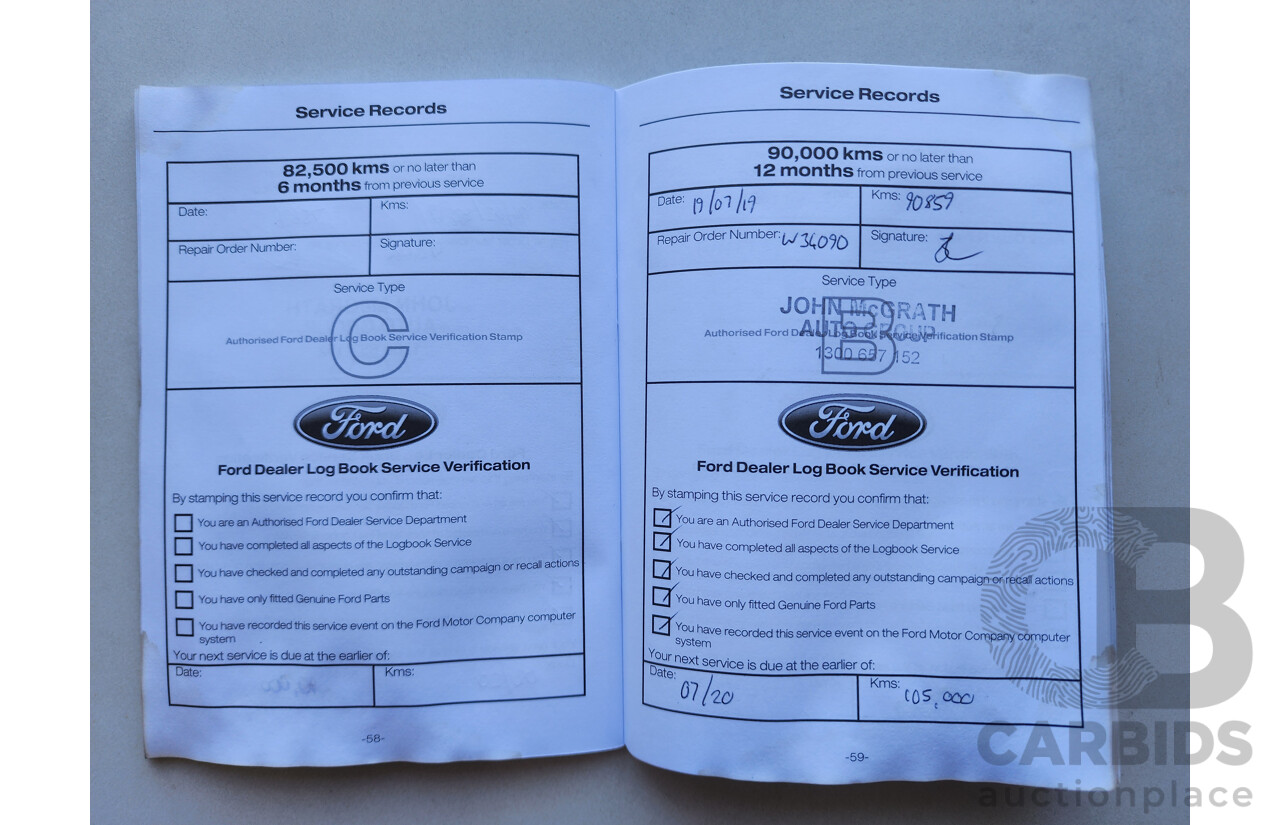 Service Records
82,500 kms or no later than
6 months from previous service
Date:
Kms:
Repair Order Number:
Signature:
Service Type
C
Authorised Ford Dealer Log Book Service Verification Stamp
Ford
Ford Dealer Log Book Service Verification
By stamping this service record you confirm that:
You are an Authorised Ford Dealer Service Department
You have completed all aspects of the Logbook Service
You have checked and completed any outstanding campaign or recall actions
You have only fitted Genuine Ford Parts
You have recorded this service event on the Ford Motor Company computer
system
Your next service is due at the earlier of:
Date:
Kms:
-58-
Service Records
90,000 kms or no later than
12 months from previous service
Date: 19/07/19
Kms: 90859
Repair Order Number: W34090
Signature:
Service Type
B
JOHN McGRATH
AUTO GROUP
Authorised Ford Dealer Log Book Service Verification Stamp
1300 657 152
Ford
Ford Dealer Log Book Service Verification
By stamping this service record you confirm that:
You are an Authorised Ford Dealer Service Department
You have completed all aspects of the Logbook Service
You have checked and completed any outstanding campaign or recall actions
You have only fitted Genuine Ford Parts
You have recorded this service event on the Ford Motor Company computer
system
Your next service is due at the earlier of:
Date: 07/20
Kms: 105,000
-59-
CB
CARBIDS
auctionplace